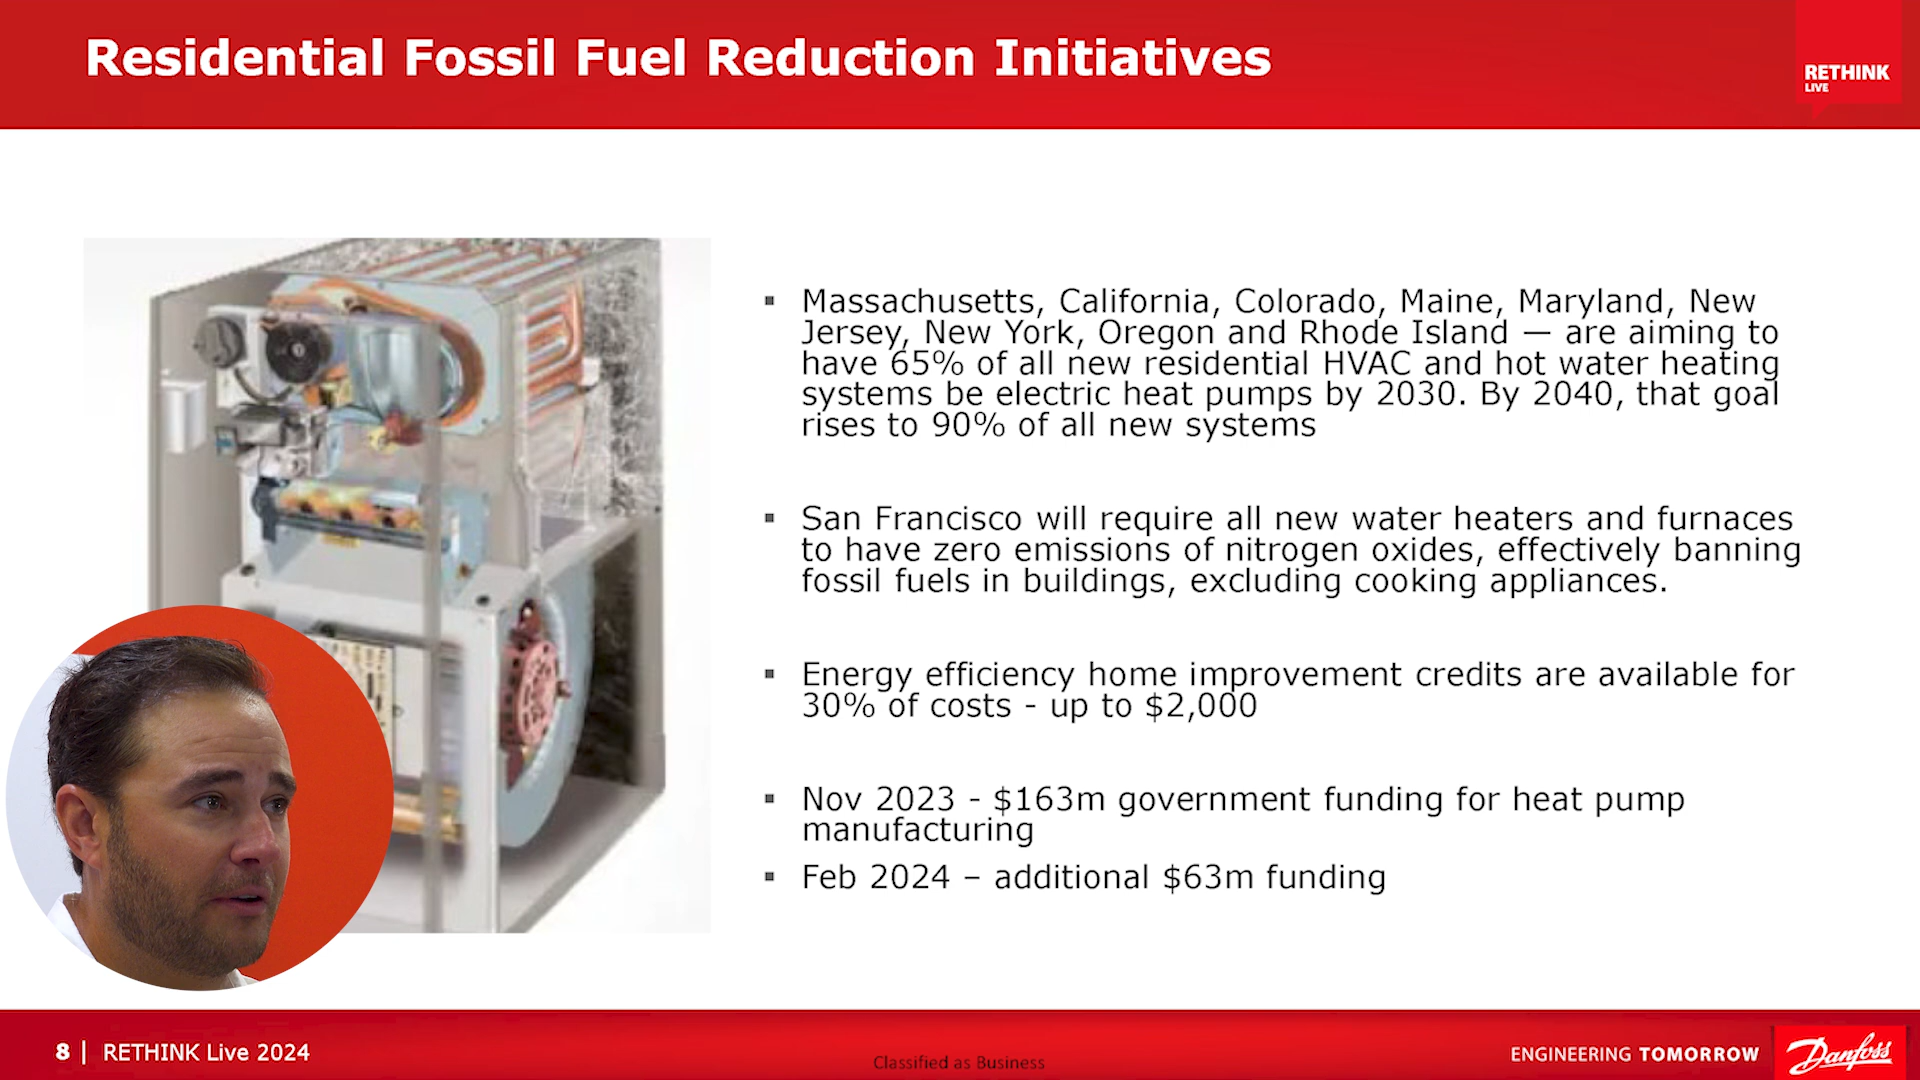 Residential Fossil Fuel Reduction Initiatives
RETHINK
LIVE
▪ Massachusetts, California, Colorado, Maine, Maryland, New
Jersey, New York, Oregon and Rhode Island — are aiming to
have 65% of all new residential HVAC and hot water heating
systems be electric heat pumps by 2030. By 2040, that goal
rises to 90% of all new systems
▪ San Francisco will require all new water heaters and furnaces
to have zero emissions of nitrogen oxides, effectively banning
fossil fuels in buildings, excluding cooking appliances.
▪ Energy efficiency home improvement credits are available for
30% of costs - up to $2,000
▪ Nov 2023 - $163m government funding for heat pump
manufacturing
▪ Feb 2024 – additional $63m funding
8 | RETHINK Live 2024
Classified as Business
ENGINEERING TOMORROW
Danfoss